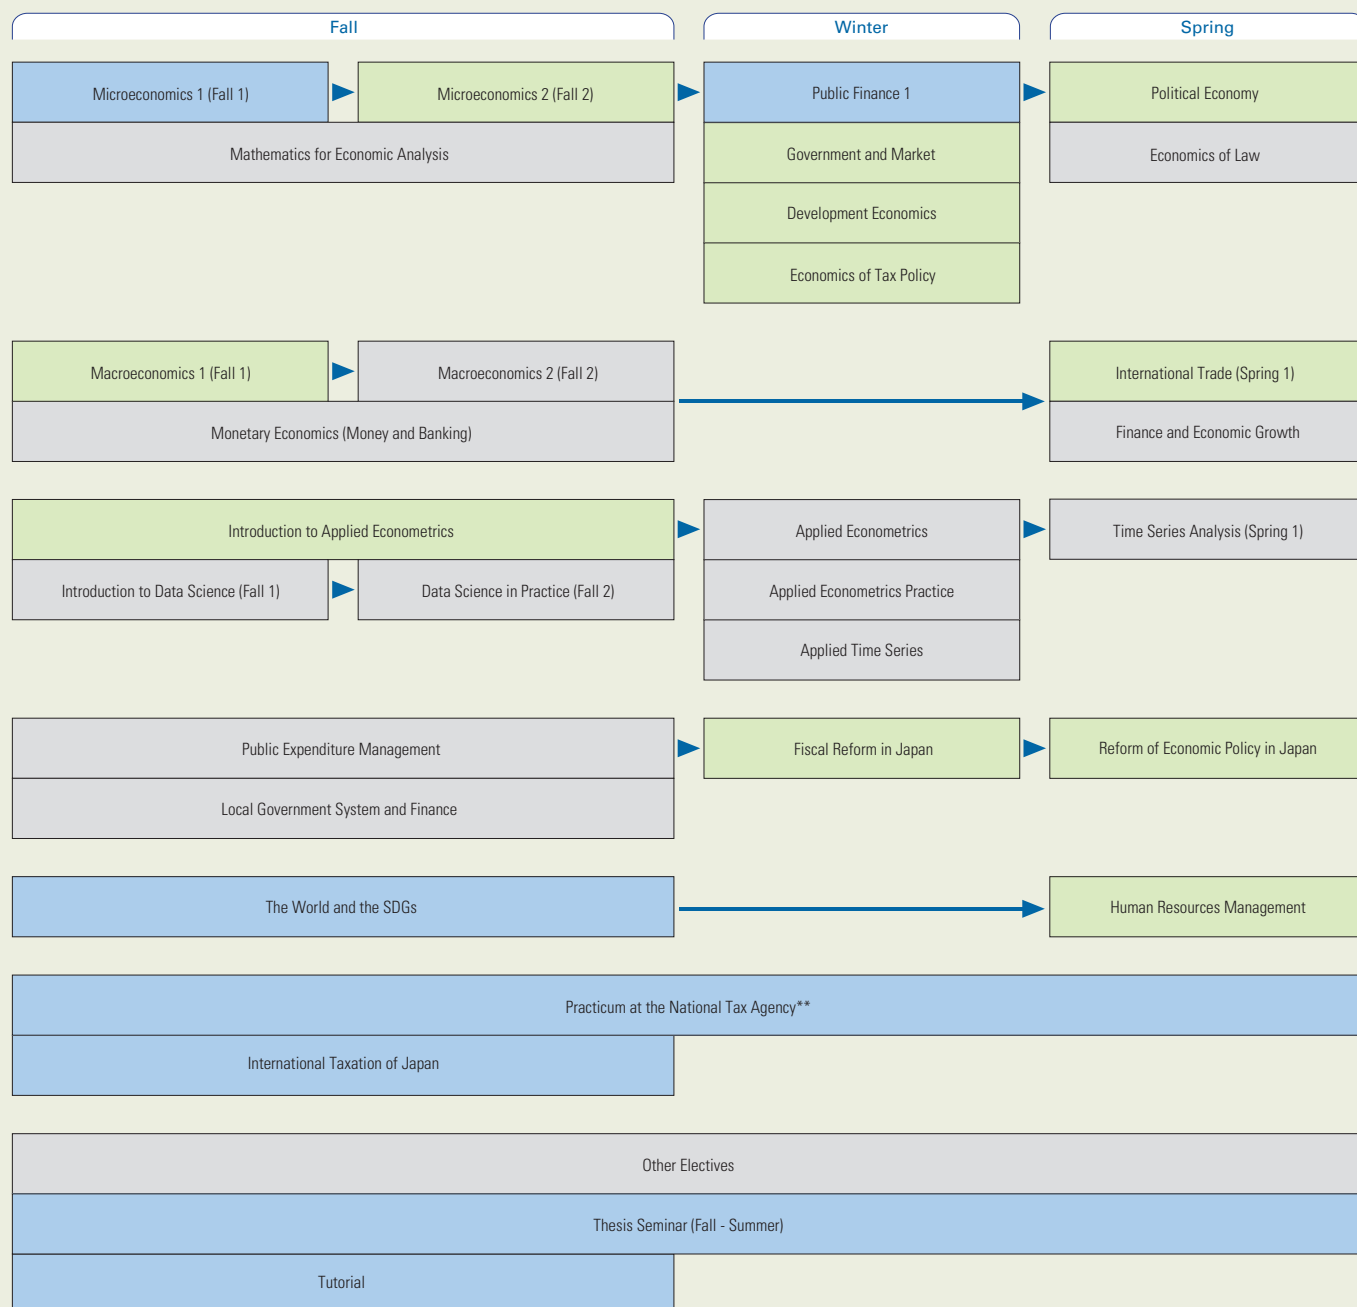 Fall
Winter
Spring
Microeconomics 1 (Fall 1)
Microeconomics 2 (Fall 2)
Public Finance 1
Political Economy
Mathematics for Economic Analysis
Government and Market
Economics of Law
Development Economics
Economics of Tax Policy
Macroeconomics 1 (Fall 1)
Macroeconomics 2 (Fall 2)
International Trade (Spring 1)
Monetary Economics (Money and Banking)
Finance and Economic Growth
Introduction to Applied Econometrics
Applied Econometrics
Time Series Analysis (Spring 1)
Introduction to Data Science (Fall 1)
Data Science in Practice (Fall 2)
Applied Econometrics Practice
Applied Time Series
Public Expenditure Management
Fiscal Reform in Japan
Reform of Economic Policy in Japan
Local Government System and Finance
The World and the SDGs
Human Resources Management
Practicum at the National Tax Agency**
International Taxation of Japan
Other Electives
Thesis Seminar (Fall - Summer)
Tutorial